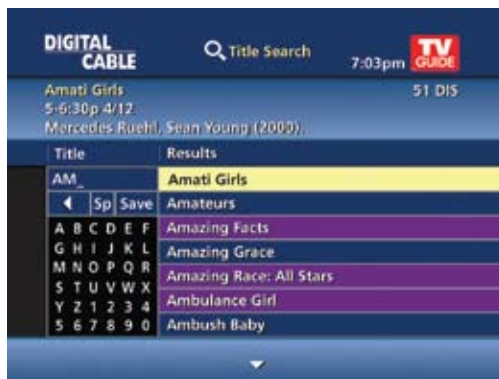 DIGITAL
CABLE
Title Search
7:03pm
TV
GUIDE
Amati Girls
51 DIS
5-6:30p 4/12
Mercedes Ruehl, Sean Young (2000).
Title
Results
AM_
Amati Girls
Sp Save
Amateurs
A B C D E F
Amazing Facts
G H I J K L
Amazing Grace
M N O P Q R
Amazing Race: All Stars
S T U V W X
Y Z 1 2 3 4
Ambulance Girl
5 6 7 8 9 0
Ambush Baby